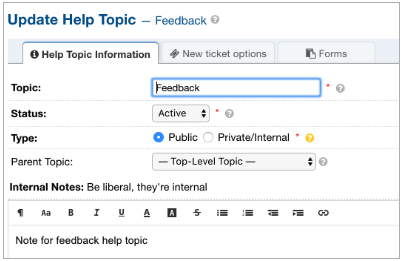 Update Help Topic — Feedback
Help Topic Information New ticket options Forms
Topic: Feedback *
Status: Active *
Type: Public Private/Internal *
Parent Topic: — Top-Level Topic —
Internal Notes: Be liberal, they're internal
¶ Aa B I U A A S
Note for feedback help topic